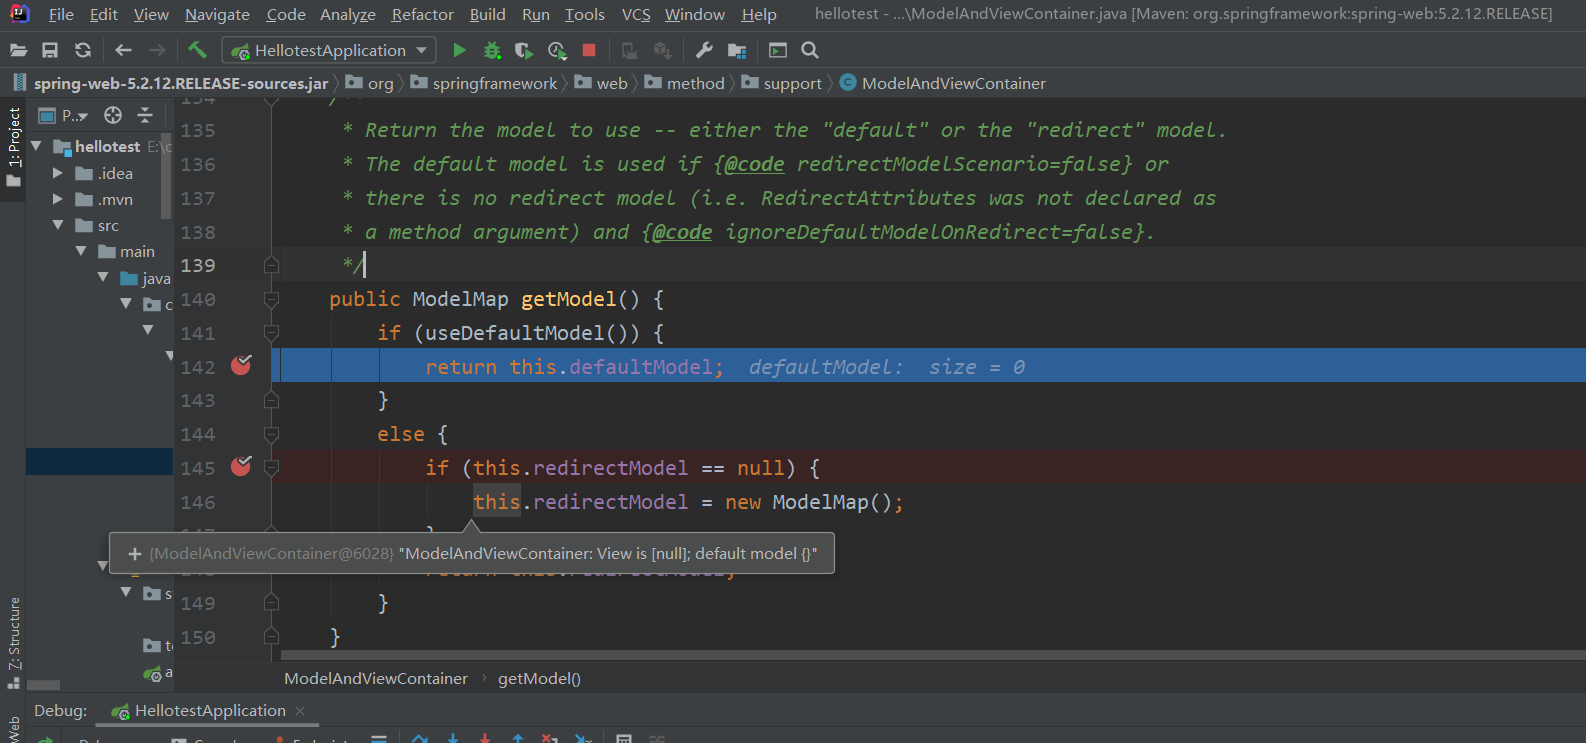 File Edit View Navigate Code Analyze Refactor Build Run Tools VCS Window Help hellotest - ...\ModelAndViewContainer.java [Maven: org.springframework:spring-web:5.2.12.RELEASE]
HellotestApplication
spring-web-5.2.12.RELEASE-sources.jar org springframework web method support ModelAndViewContainer
1: Project
Z: Structure
Web
P...
hellotest E:\c
.idea
.mvn
src
main
java
c
s
te
a
134 /**
135 * Return the model to use -- either the "default" or the "redirect" model.
136 * The default model is used if {@code redirectModelScenario=false} or
137 * there is no redirect model (i.e. RedirectAttributes was not declared as
138 * a method argument) and {@code ignoreDefaultModelOnRedirect=false}.
139 */
140 public ModelMap getModel() {
141 if (useDefaultModel()) {
142 return this.defaultModel; defaultModel: size = 0
143 }
144 else {
145 if (this.redirectModel == null) {
146 this.redirectModel = new ModelMap();
+ {ModelAndViewContainer@6028} "ModelAndViewContainer: View is [null]; default model {}"
149 }
150 }
ModelAndViewContainer › getModel()
Debug: HellotestApplication ×